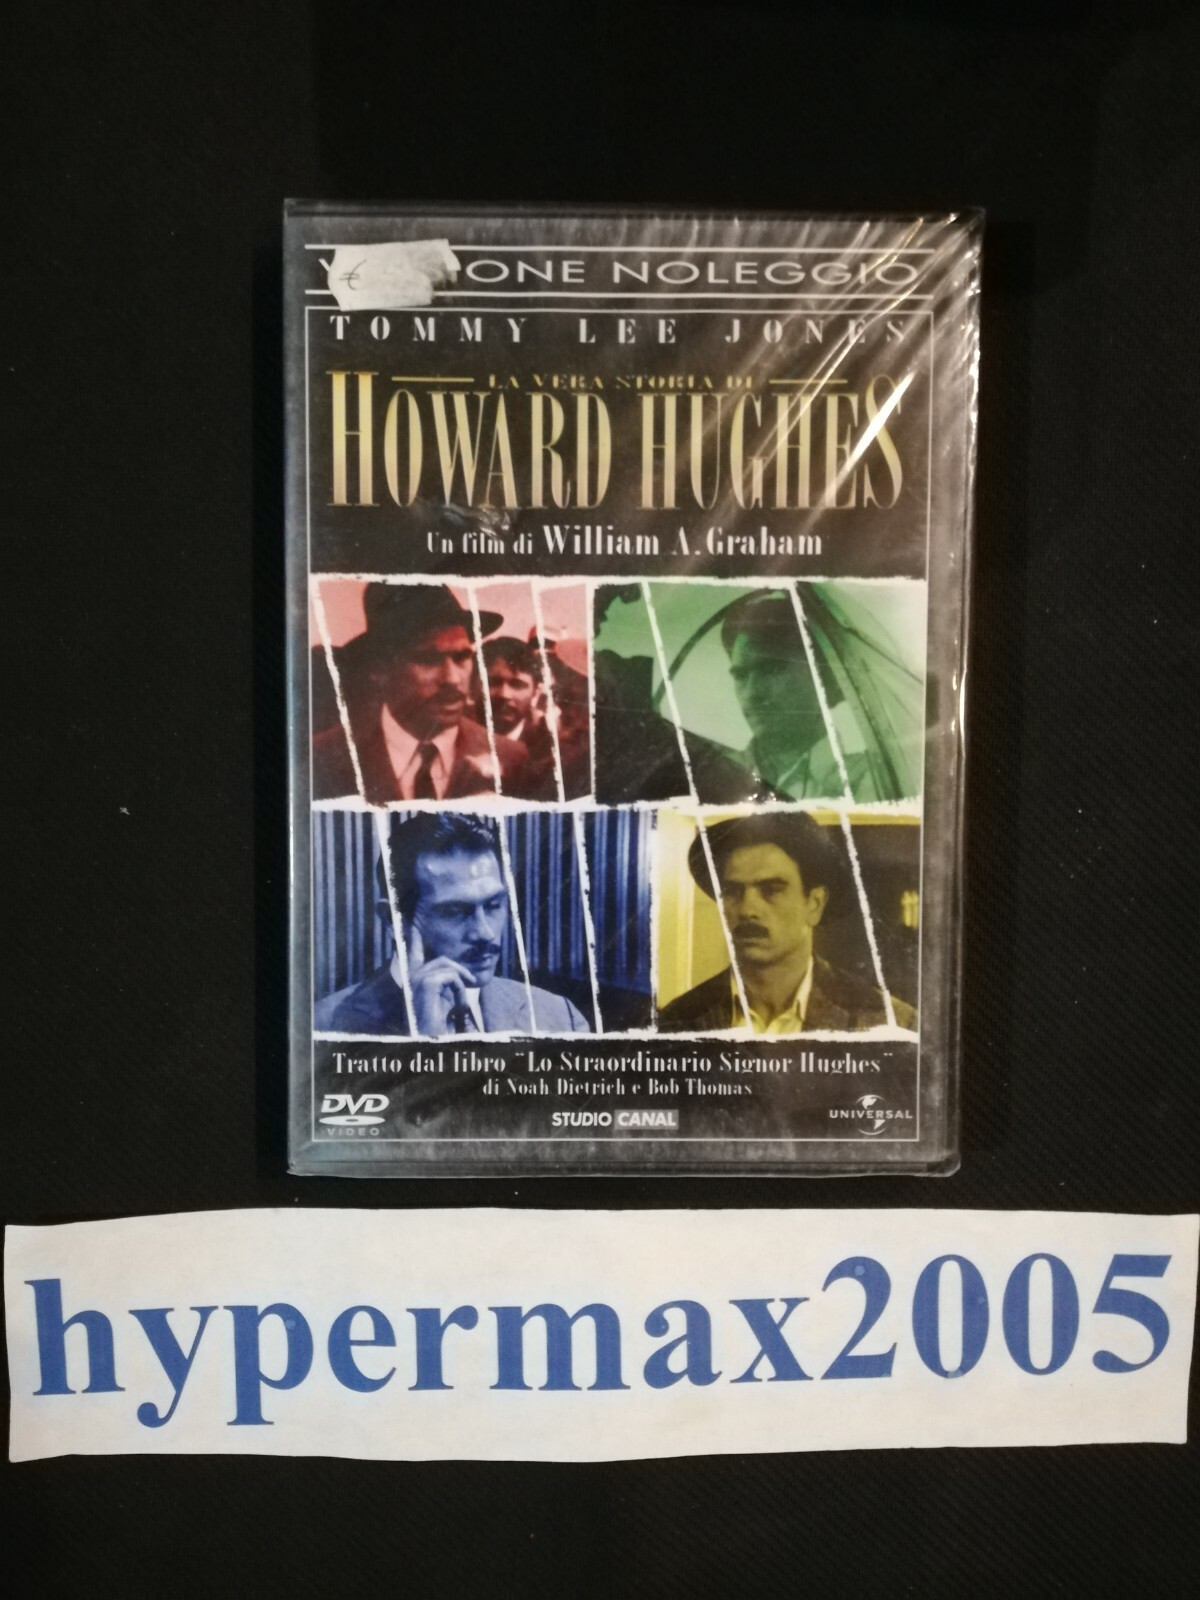 €
NOLEGGIO
TOMMY LEE JONES
LA VERA STORIA DI
HOWARD HUGHES
Un film di William A. Graham
Tratto dal libro "Lo Straordinario Signor Hughes"
di Noah Dietrich e Bob Thomas
DVD
VIDEO
STUDIO CANAL
UNIVERSAL
hypermax2005